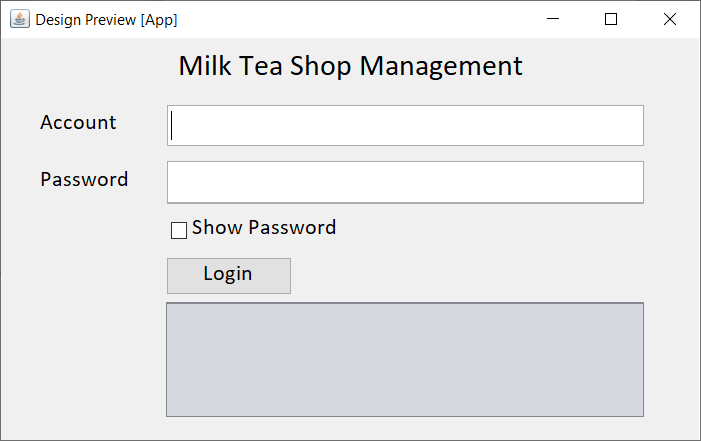 Design Preview [App]
Milk Tea Shop Management
Account
Password
Show Password
Login